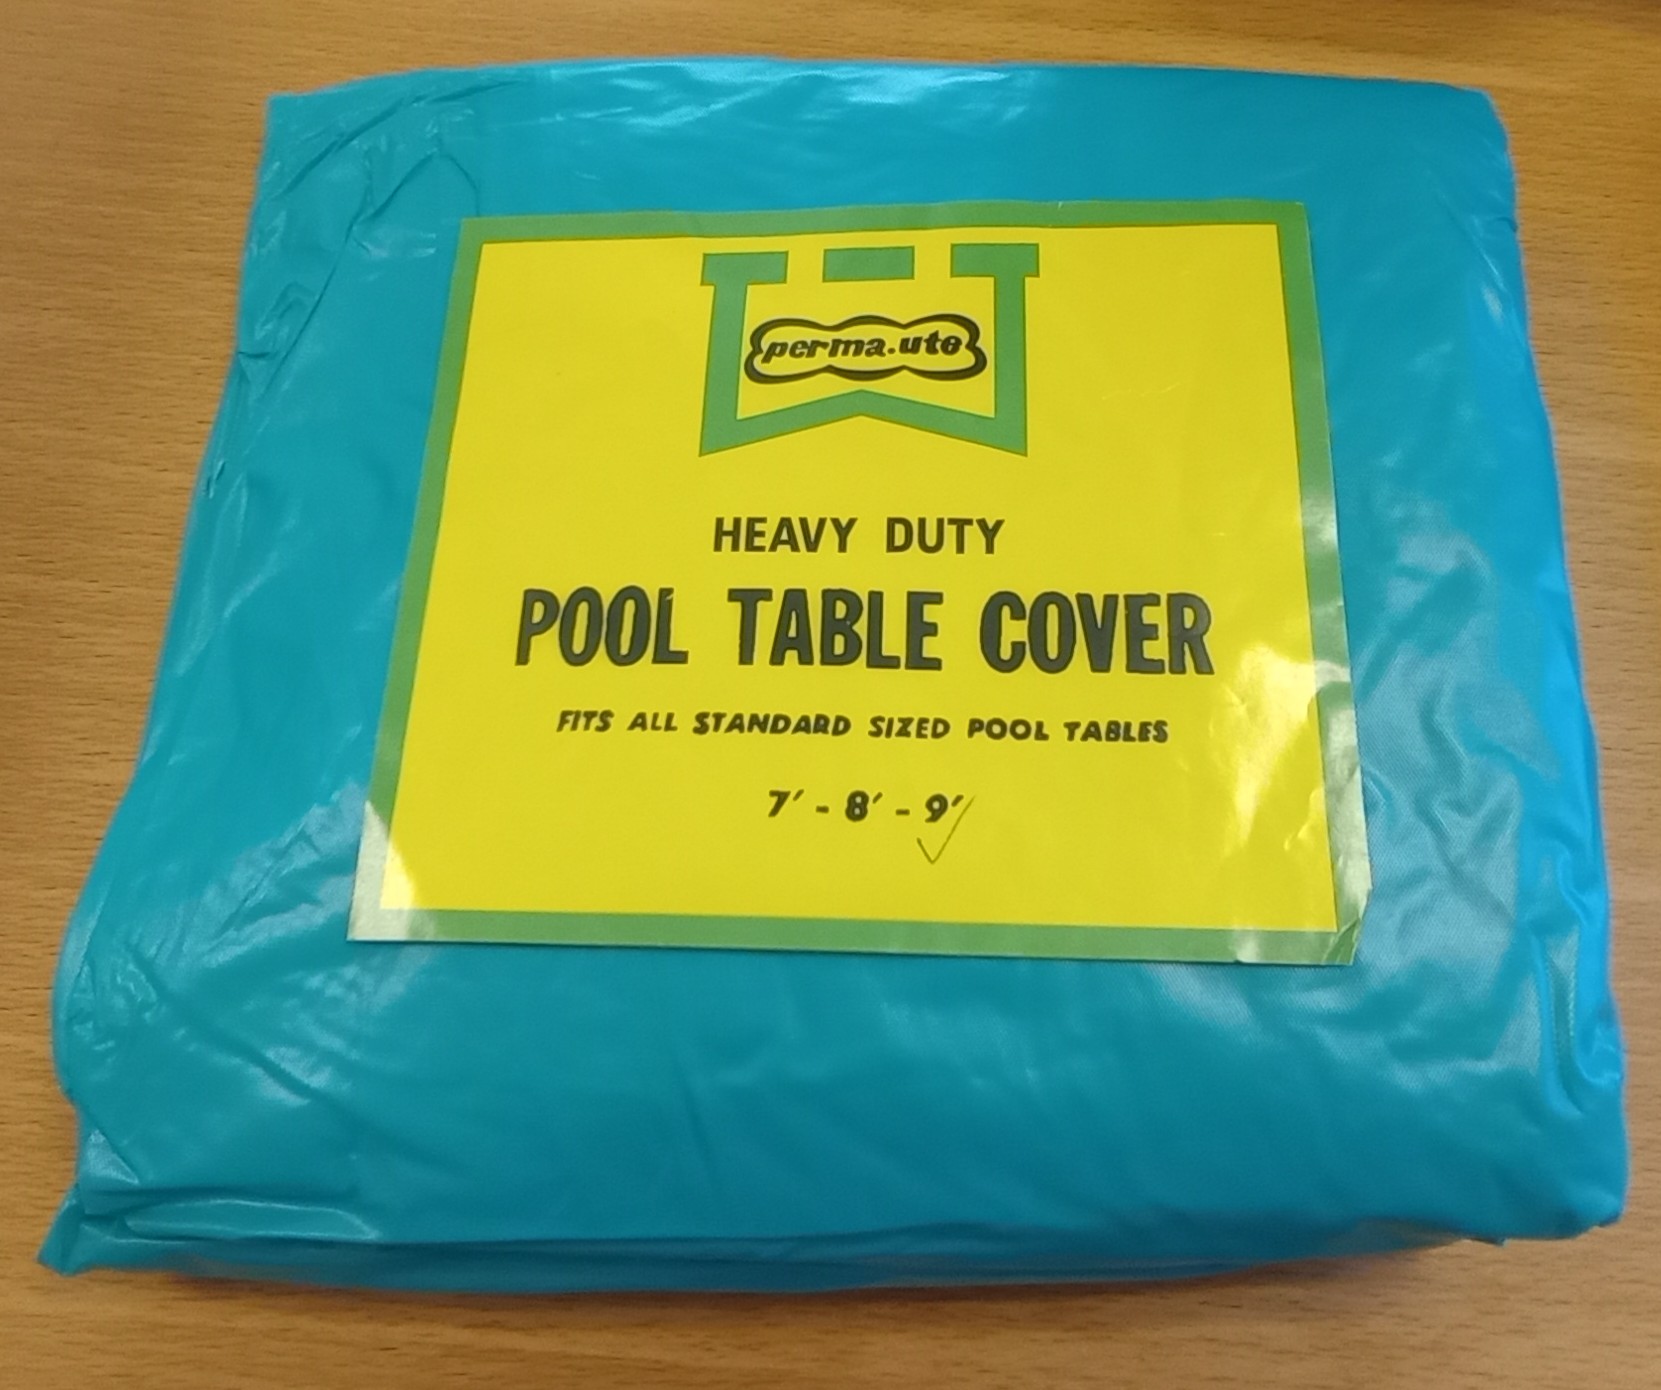 perma.ute
HEAVY DUTY
POOL TABLE COVER
FITS ALL STANDARD SIZED POOL TABLES
7' - 8' - 9'